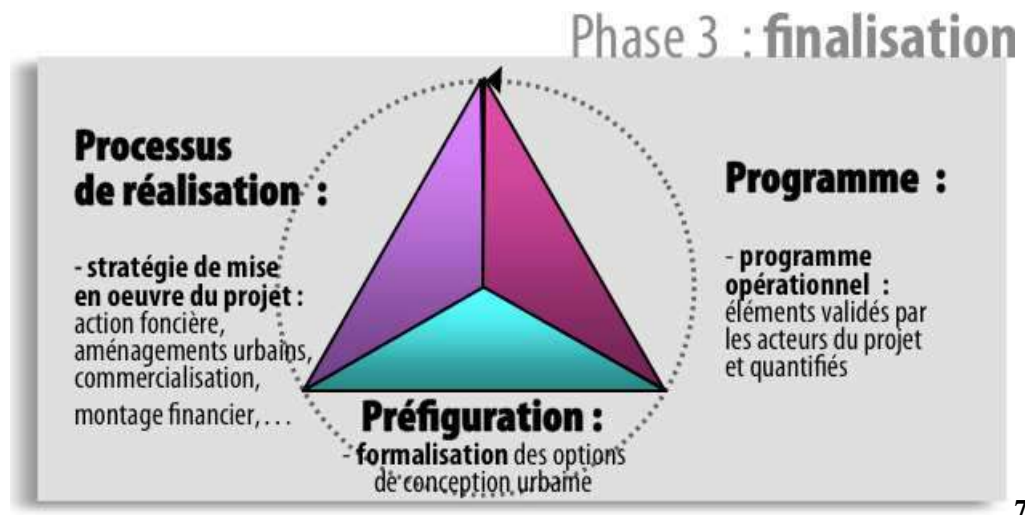 Phase 3 : finalisation
Processus
de réalisation :
- stratégie de mise
en oeuvre du projet :
action foncière,
aménagements urbains,
commercialisation,
montage financier,...
Programme :
- programme
opérationnel :
éléments validés par
les acteurs du projet
et quantifiés
Préfiguration :
- formalisation des options
de conception urbaine
7